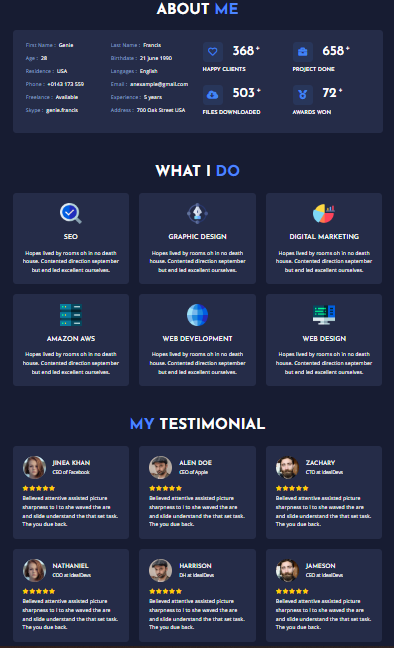 ABOUT ME
First Name : Genie
Last Name : Francis
368 +
658 +
Age : 28
Birthdate : 21 june 1990
HAPPY CLIENTS
PROJECT DONE
Residence : USA
Langages : English
Phone : +0143 173 559
Email : anexample@gmail.com
503 +
72 +
Freelance : Available
Experience : 5 years
Skype : genie.francis
Address : 700 Oak Street USA
FILES DOWNLOADED
AWARDS WON
WHAT I DO
SEO
Hopes lived by rooms oh in no death
house. Contented direction september
but end led excellent ourselves.
GRAPHIC DESIGN
Hopes lived by rooms oh in no death
house. Contented direction september
but end led excellent ourselves.
DIGITAL MARKETING
Hopes lived by rooms oh in no death
house. Contented direction september
but end led excellent ourselves.
AMAZON AWS
Hopes lived by rooms oh in no death
house. Contented direction september
but end led excellent ourselves.
WEB DEVELOPMENT
Hopes lived by rooms oh in no death
house. Contented direction september
but end led excellent ourselves.
WEB DESIGN
Hopes lived by rooms oh in no death
house. Contented direction september
but end led excellent ourselves.
MY TESTIMONIAL
JINEA KHAN
CEO of Facebook
Believed attentive assisted picture
sharpness to l to she waved the are
and slide understand the that set task.
The you due back.
ALEN DOE
CEO of Apple
Believed attentive assisted picture
sharpness to l to she waved the are
and slide understand the that set task.
The you due back.
ZACHARY
CTO at IdealDevs
Believed attentive assisted picture
sharpness to l to she waved the are
and slide understand the that set task.
The you due back.
NATHANIEL
COO at IdealDevs
Believed attentive assisted picture
sharpness to l to she waved the are
and slide understand the that set task.
The you due back.
HARRISON
DH at IdealDevs
Believed attentive assisted picture
sharpness to l to she waved the are
and slide understand the that set task.
The you due back.
JAMESON
CED at IdealDevs
Believed attentive assisted picture
sharpness to l to she waved the are
and slide understand the that set task.
The you due back.